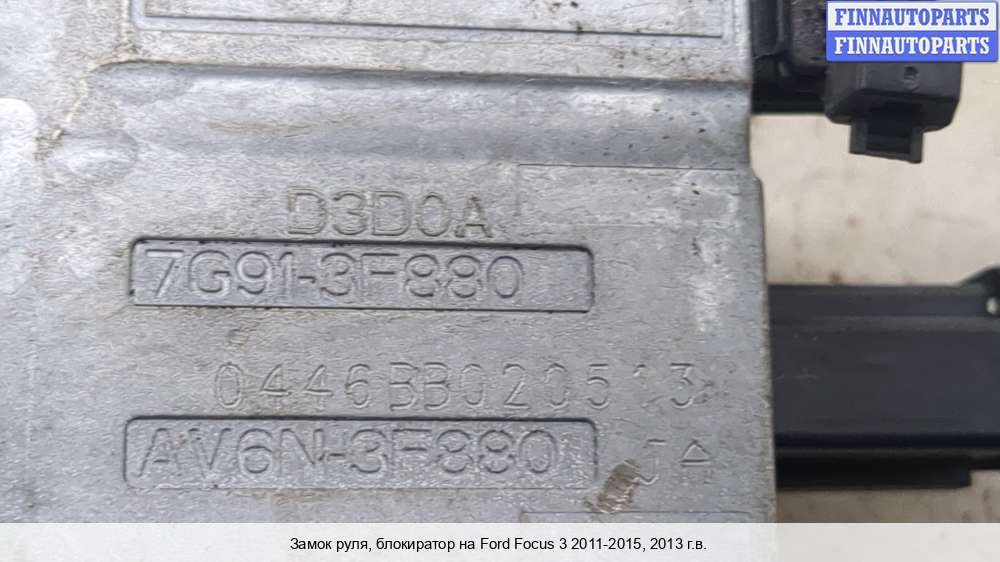 FINNAUTOPARTS
FINNAUTOPARTS
D3D0A
7G91-3F880
0446BB020513
AV6N-3F880
Замок руля, блокиратор на Ford Focus 3 2011-2015, 2013 г.в.